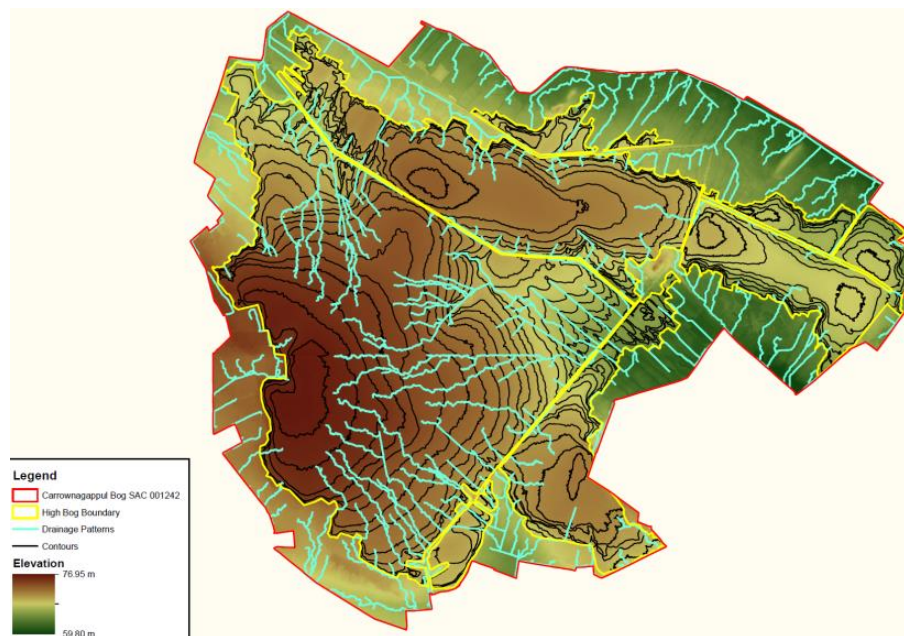 Legend
Carrownagappul Bog SAC 001242
High Bog Boundary
Drainage Patterns
Contours
Elevation
76.95 m
59.80 m